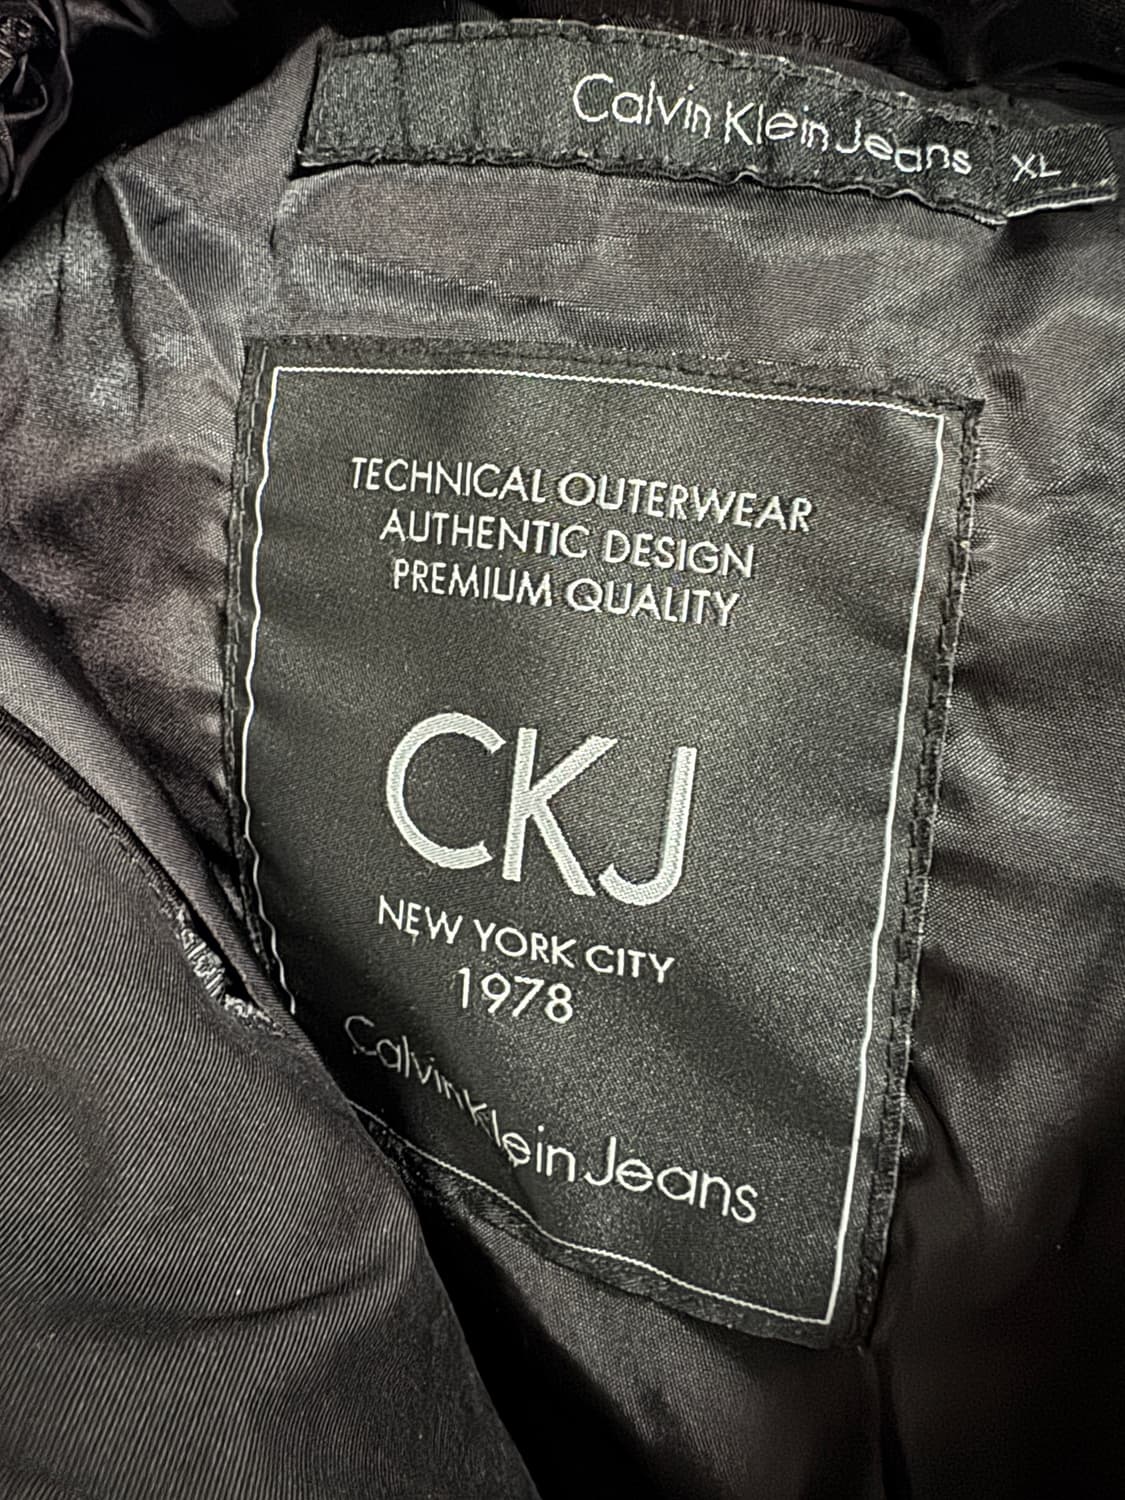 Calvin Klein Jeans XL
TECHNICAL OUTERWEAR
AUTHENTIC DESIGN
PREMIUM QUALITY
CKJ
NEW YORK CITY
1978
Calvin Klein Jeans